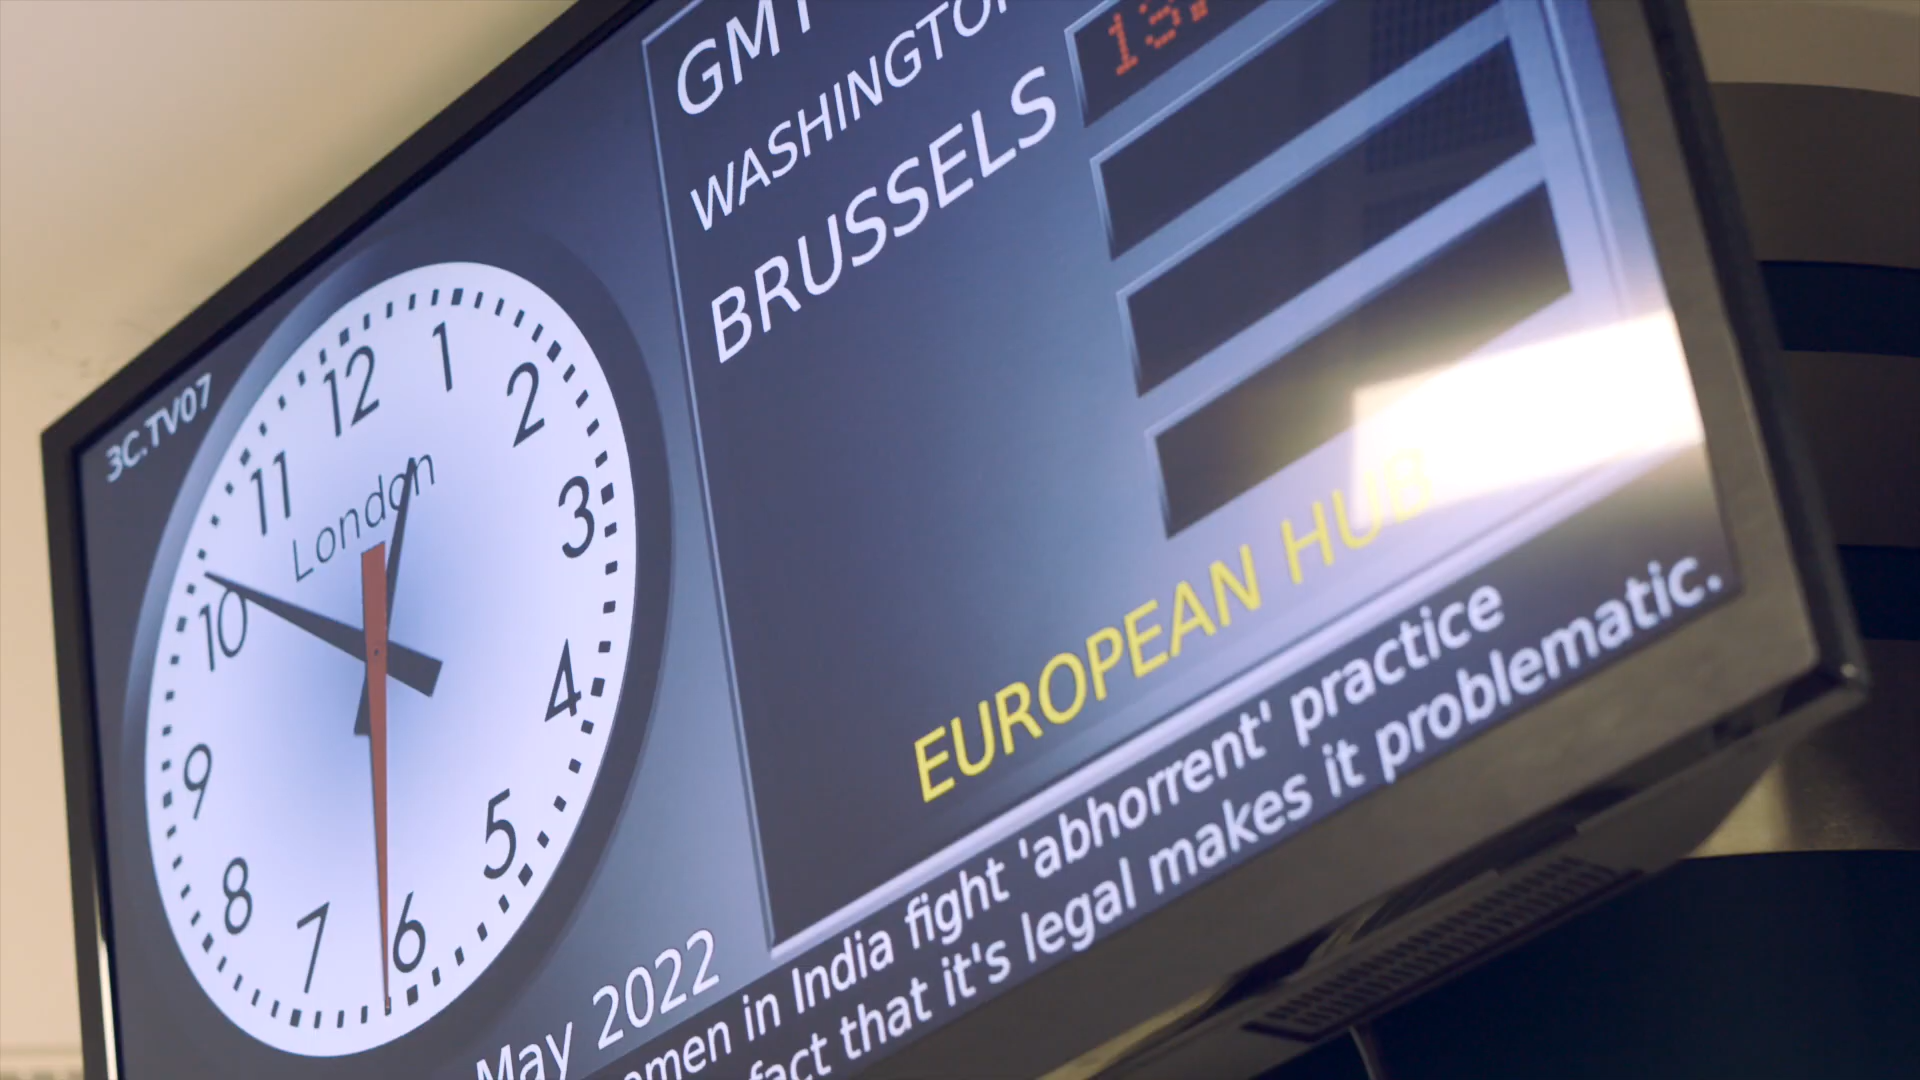 3C.TV07
12
1
2
3
4
5
6
7
8
9
10
11
London
May 2022
GMT
WASHINGTON
BRUSSELS
13:
EUROPEAN HUB
in India fight 'abhorrent' practice
fact that it's legal makes it problematic.